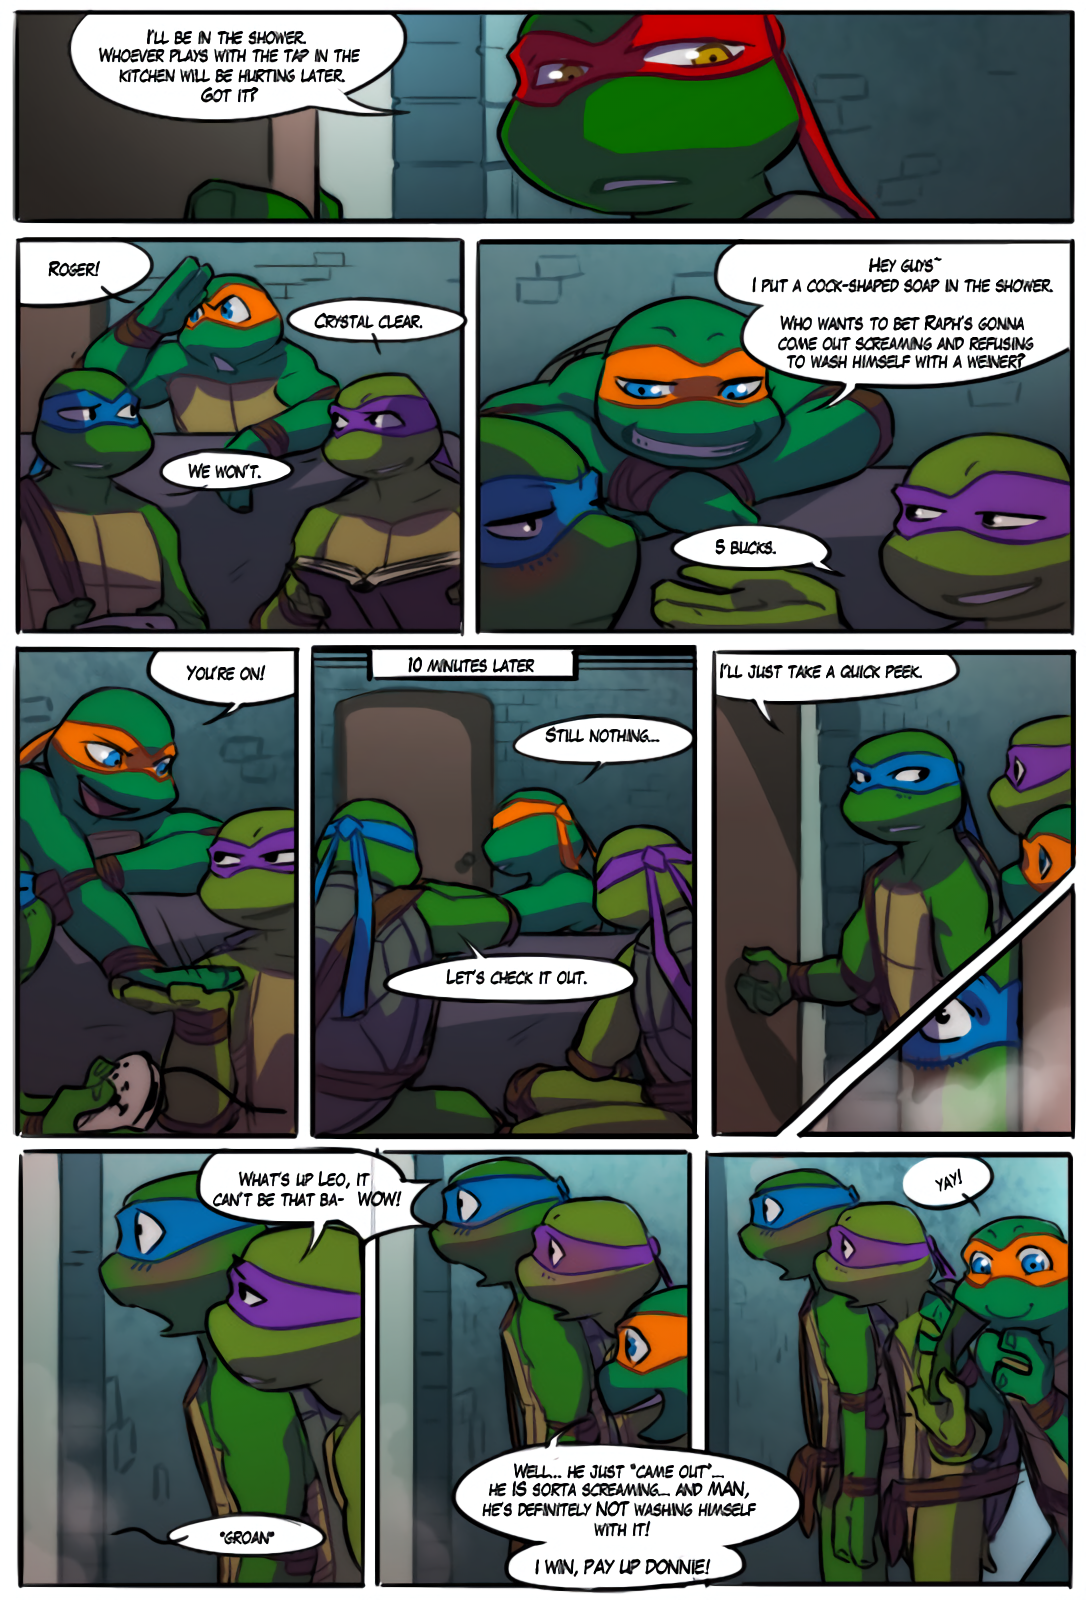 I'LL BE IN THE SHOWER.
WHOEVER PLAYS WITH THE TAP IN THE
KITCHEN WILL BE HURTING LATER.
GOT IT?
ROGER!
CRYSTAL CLEAR.
WE WON'T.
HEY GUYS~
I PUT A COCK-SHAPED SOAP IN THE SHOWER.
WHO WANTS TO BET RAPH'S GONNA
COME OUT SCREAMING AND REFUSING
TO WASH HIMSELF WITH A WEINER?
5 BUCKS.
YOU'RE ON!
10 MINUTES LATER
STILL NOTHING...
LET'S CHECK IT OUT.
I'LL JUST TAKE A QUICK PEEK.
WHAT'S UP LEO, IT
CAN'T BE THAT BA- WOW!
*GROAN*
WELL... HE JUST "CAME OUT"...
HE IS SORTA SCREAMING... AND MAN,
HE'S DEFINITELY NOT WASHING HIMSELF
WITH IT!
I WIN, PAY UP DONNIE!
YAY!